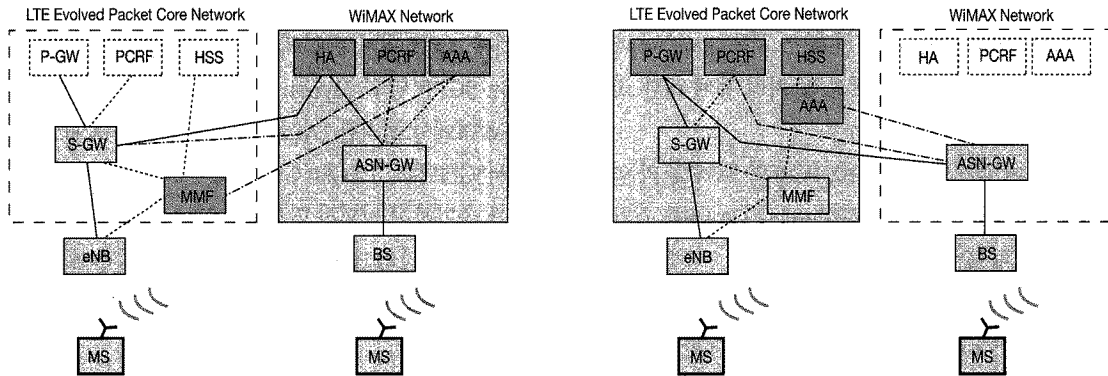 LTE Evolved Packet Core Network
WiMAX Network
P-GW
PCRF
HSS
HA
PCRF
AAA
S-GW
ASN-GW
MMF
eNB
BS
MS
MS
LTE Evolved Packet Core Network
WiMAX Network
P-GW
PCRF
HSS
HA
PCRF
AAA
AAA
S-GW
ASN-GW
MMF
eNB
BS
MS
MS